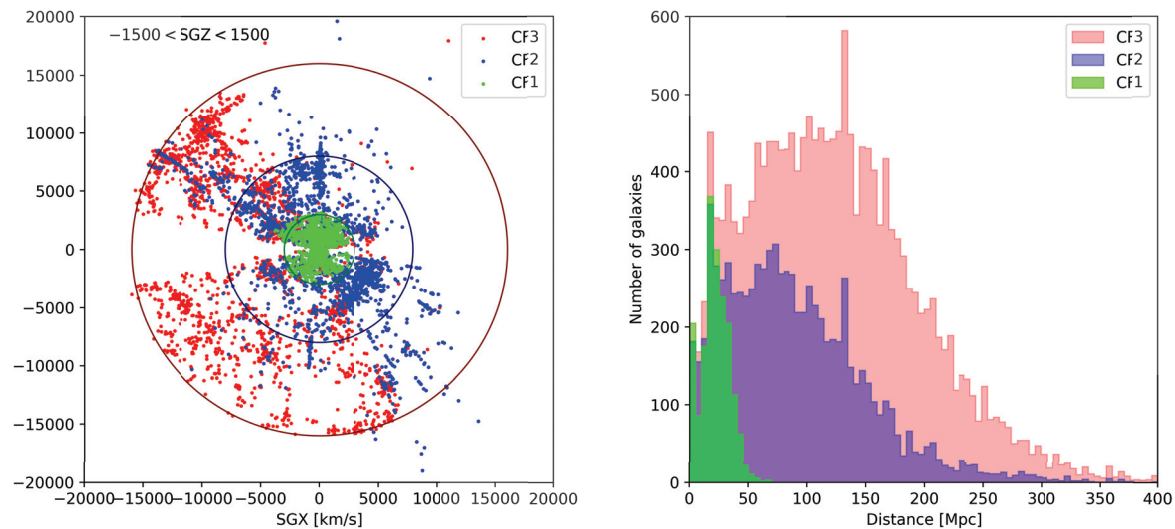 −1500 < SGZ < 1500
CF3
CF2
CF1
20000
15000
10000
5000
0
−5000
−10000
−15000
−20000
−20000 −15000 −10000 −5000 0 5000 10000 15000 20000
SGX [km/s]
CF3
CF2
CF1
600
500
400
300
200
100
0
Number of galaxies
0 50 100 150 200 250 300 350 400
Distance [Mpc]